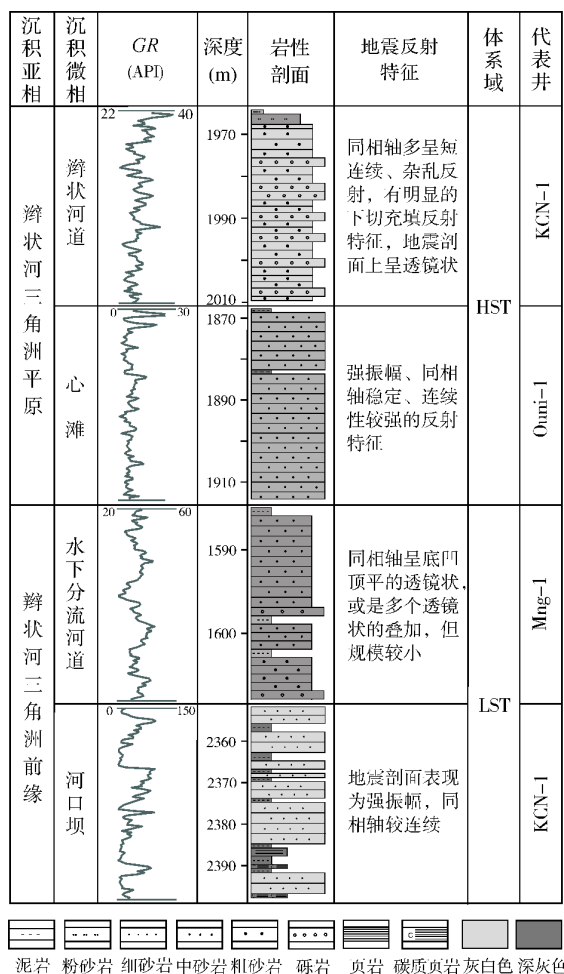 沉积亚相
沉积微相
GR
(API)
深度
(m)
岩性
剖面
地震反射
特征
体系域
代表井
辫状河三角洲平原
辫状河道
22 40
1970
1990
2010
同相轴多呈短
连续、杂乱反
射，有明显的
下切充填反射
特征，地震剖
面上呈透镜状
KCN-1
HST
心滩
0 30
1870
1890
1910
强振幅、同相
轴稳定、连续
性较强的反射
特征
Ouni-1
辫状河三角洲前缘
水下分流河道
20 60
1590
1600
同相轴呈底凹
顶平的透镜状，
或是多个透镜
状的叠加，但
规模较小
Mng-1
LST
河口坝
0 150
2360
2370
2380
2390
地震剖面表现
为强振幅，同
相轴较连续
KCN-1
C
泥岩 粉砂岩 细砂岩 中砂岩 粗砂岩 砾岩 页岩 碳质页岩 灰白色 深灰色